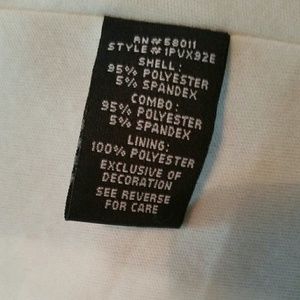 RN# 58011
STYLE# 1PVX92E
SHELL:
95% POLYESTER
5% SPANDEX
COMBO:
95% POLYESTER
5% SPANDEX
LINING:
100% POLYESTER
EXCLUSIVE OF
DECORATION
SEE REVERSE
FOR CARE